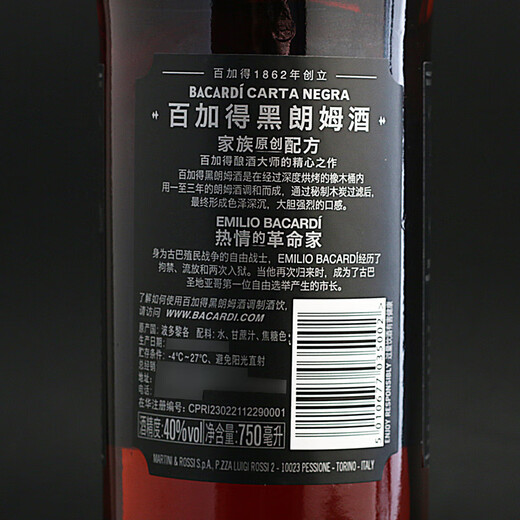 百加得1862年创立
BACARDÍ CARTA NEGRA
百加得黑朗姆酒
家族原创配方
百加得酿酒大师的精心之作
百加得黑朗姆酒是在经过深度烘烤的橡木桶内
用一至三年的朗姆酒调和而成，通过秘制木炭过滤后，
最终形成色泽深沉、大胆强烈的口感。
EMILIO BACARDÍ
热情的革命家
身为古巴殖民战争的自由战士，EMILIO BACARDÍ经历了
拘禁、流放和两次入狱。当他再次归来时，成为了古巴
圣地亚哥第一位自由选举产生的市长。
了解如何使用百加得黑朗姆酒调制酒饮，
请访问 WWW.BACARDI.COM
原产国：波多黎各 配料：水、甘蔗汁、焦糖色
生产日期：
贮存条件：-4℃~27℃、避免阳光直射
总经销
地址：
电话：
在华注册编号：CPRI23022112290001
酒精度：40%vol 净含量：750毫升
MARTINI & ROSSI S.p.A., P.ZZA LUIGI ROSSI 2 - 10023 PESSIONE - TORINO - ITALY
5 010677 035002
ENJOY RESPONSIBLY 过量饮酒有害健康